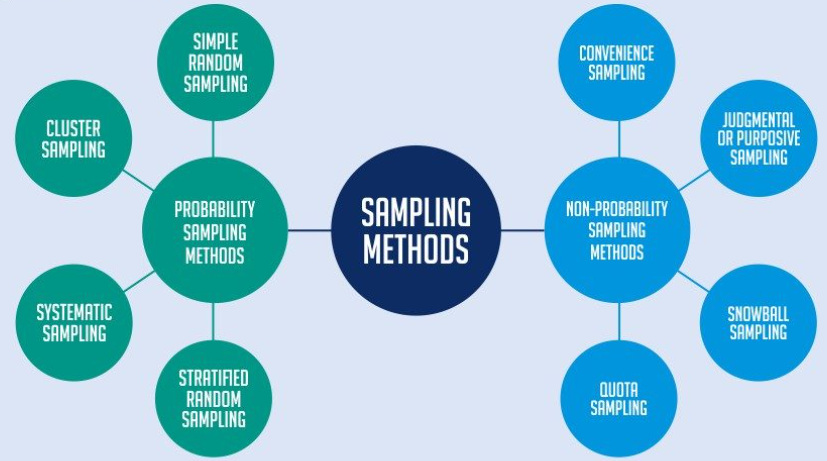 SIMPLE
RANDOM
SAMPLING
CLUSTER
SAMPLING
PROBABILITY
SAMPLING
METHODS
SYSTEMATIC
SAMPLING
STRATIFIED
RANDOM
SAMPLING
SAMPLING
METHODS
CONVENIENCE
SAMPLING
JUDGMENTAL
OR PURPOSIVE
SAMPLING
NON-PROBABILITY
SAMPLING
METHODS
SNOWBALL
SAMPLING
QUOTA
SAMPLING